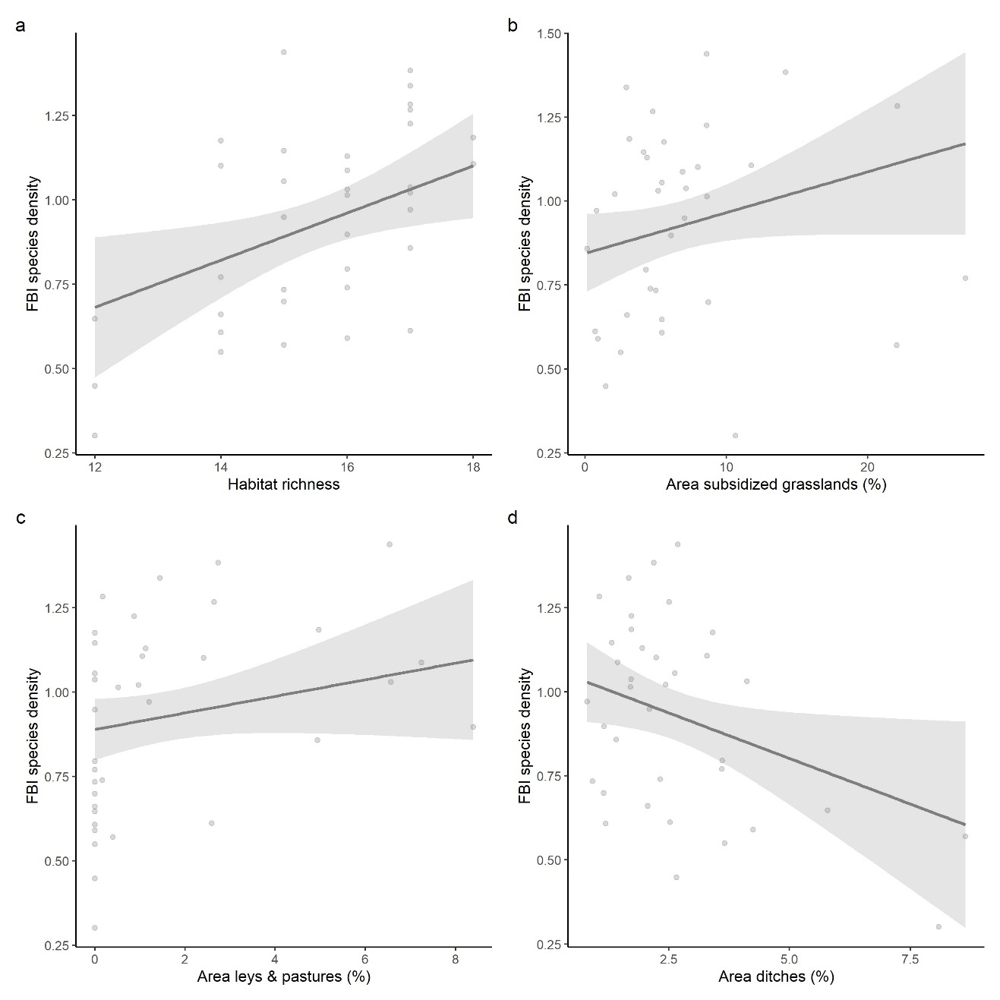 a
FBI species density
1.25
1.00
0.75
0.50
0.25
12 14 16 18
Habitat richness
b
FBI species density
1.50
1.25
1.00
0.75
0.50
0.25
0 10 20
Area subsidized grasslands (%)
c
FBI species density
1.25
1.00
0.75
0.50
0.25
0 2 4 6 8
Area leys & pastures (%)
d
FBI species density
1.25
1.00
0.75
0.50
0.25
2.5 5.0 7.5
Area ditches (%)